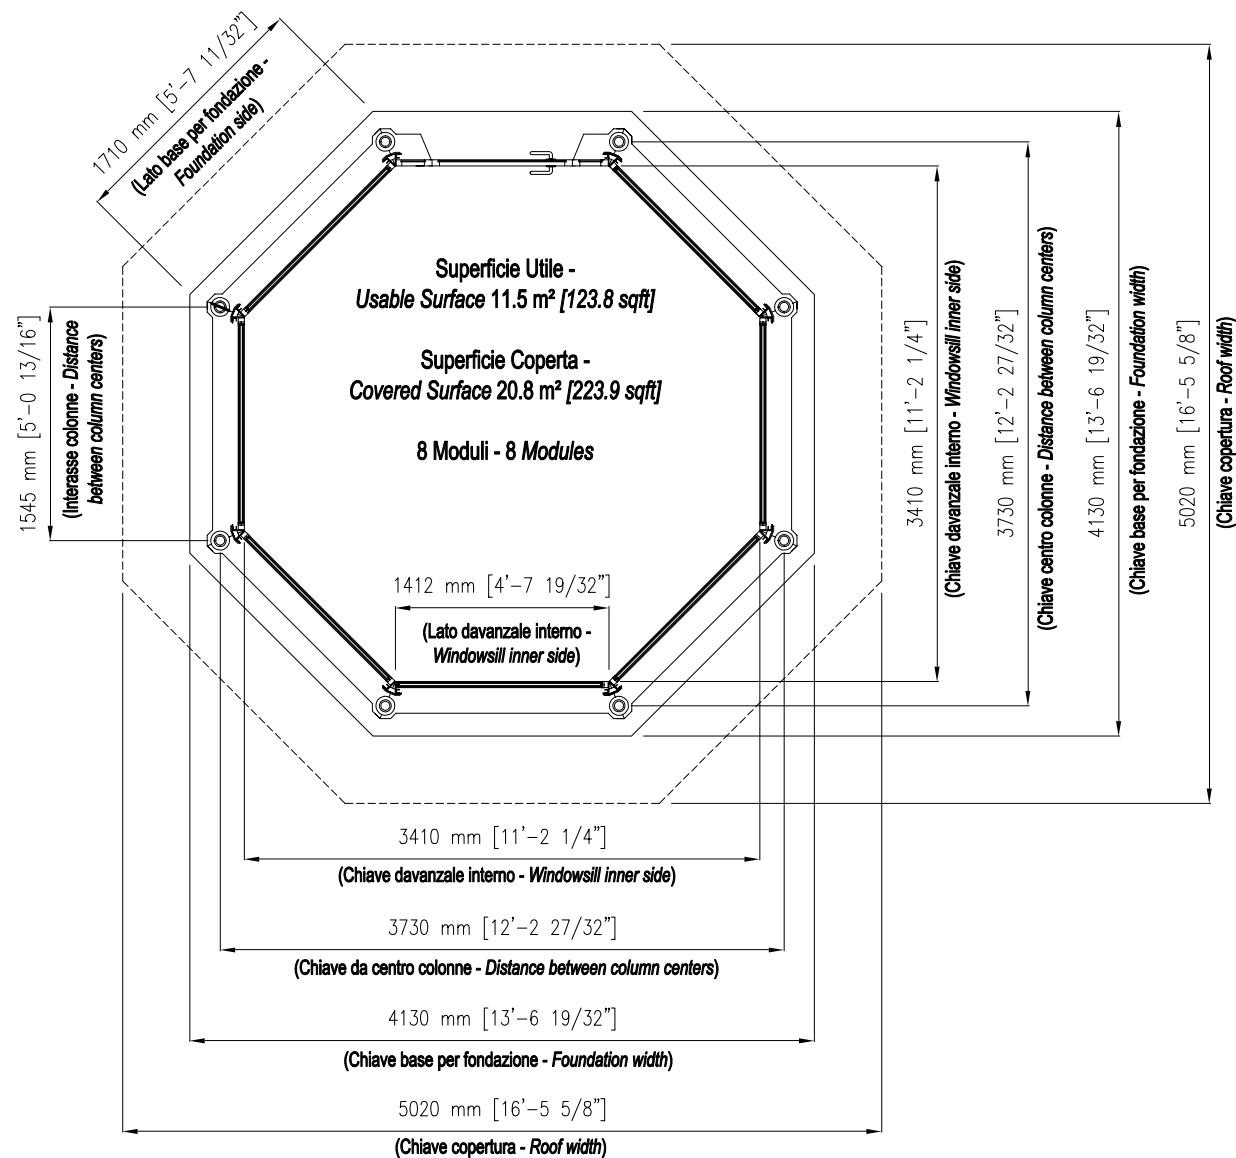 1710 mm [5'-7 11/32"]
(Lato base per fondazione -
Foundation side)
Superficie Utile -
Usable Surface 11.5 m² [123.8 sqft]
Superficie Coperta -
Covered Surface 20.8 m² [223.9 sqft]
8 Moduli - 8 Modules
1545 mm [5'-0 13/16"]
(Interasse colonne - Distance
between column centers)
1412 mm [4'-7 19/32"]
(Lato davanzale interno -
Windowsill inner side)
3410 mm [11'-2 1/4"]
(Chiave davanzale interno - Windowsill inner side)
3730 mm [12'-2 27/32"]
(Chiave centro colonne - Distance between column centers)
4130 mm [13'-6 19/32"]
(Chiave base per fondazione - Foundation width)
5020 mm [16'-5 5/8"]
(Chiave copertura - Roof width)
3410 mm [11'-2 1/4"]
(Chiave davanzale interno - Windowsill inner side)
3730 mm [12'-2 27/32"]
(Chiave da centro colonne - Distance between column centers)
4130 mm [13'-6 19/32"]
(Chiave base per fondazione - Foundation width)
5020 mm [16'-5 5/8"]
(Chiave copertura - Roof width)